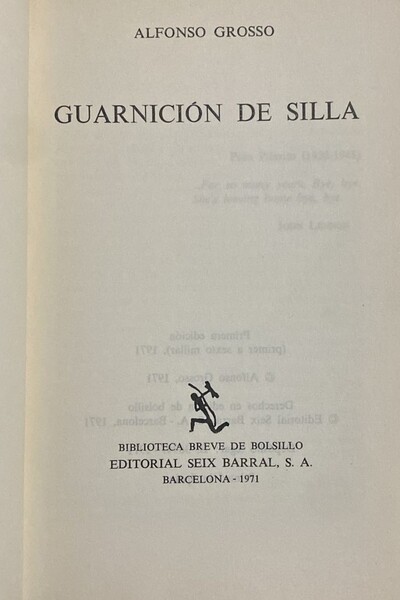 ALFONSO GROSSO
GUARNICIÓN DE SILLA
BIBLIOTECA BREVE DE BOLSILLO
EDITORIAL SEIX BARRAL, S. A.
BARCELONA - 1971